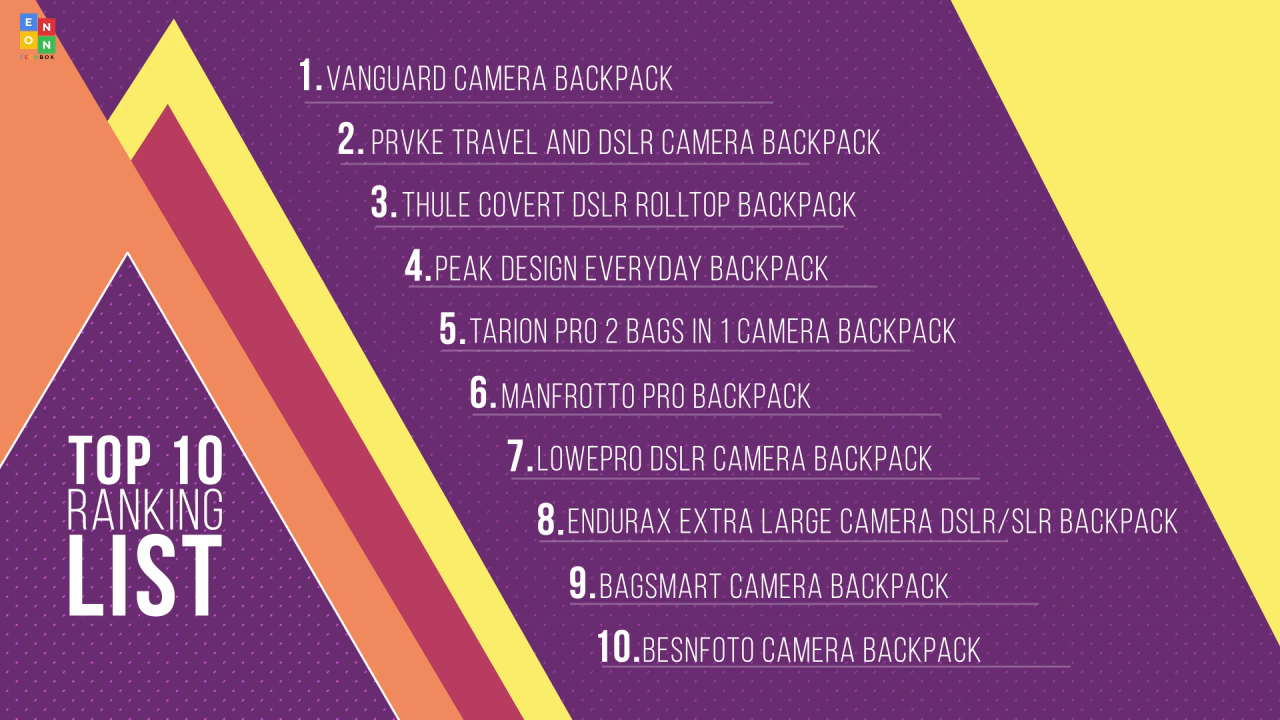 E N
O N
TECHBOX
1. VANGUARD CAMERA BACKPACK
2. PRVKE TRAVEL AND DSLR CAMERA BACKPACK
3. THULE COVERT DSLR ROLLTOP BACKPACK
4. PEAK DESIGN EVERYDAY BACKPACK
5. TARION PRO 2 BAGS IN 1 CAMERA BACKPACK
6. MANFROTTO PRO BACKPACK
7. LOWEPRO DSLR CAMERA BACKPACK
8. ENDURAX EXTRA LARGE CAMERA DSLR/SLR BACKPACK
9. BAGSMART CAMERA BACKPACK
10. BESNFOTO CAMERA BACKPACK
TOP 10
RANKING
LIST